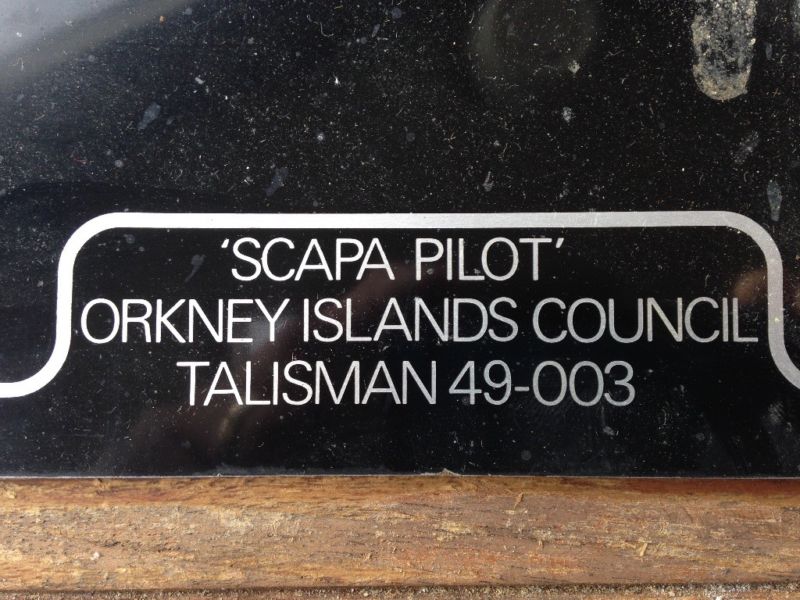 'SCAPA PILOT'
ORKNEY ISLANDS COUNCIL
TALISMAN 49-003